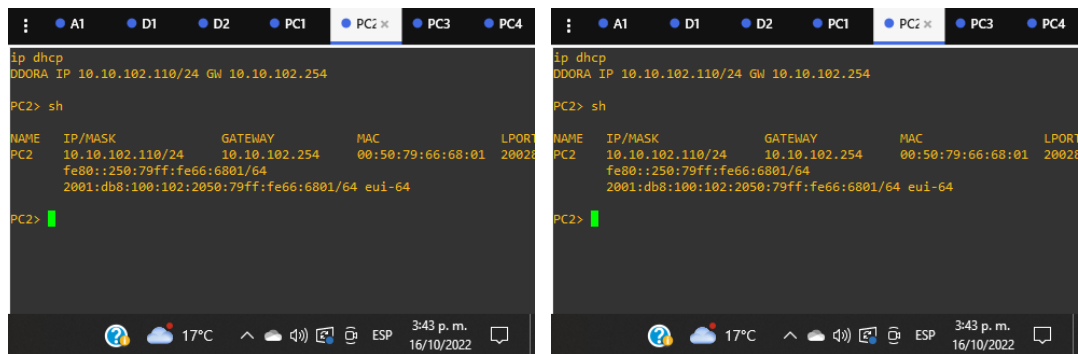 A1 D1 D2 PC1 PC2 × PC3 PC4
ip dhcp
DDORA IP 10.10.102.110/24 GW 10.10.102.254
PC2> sh
NAME IP/MASK GATEWAY MAC LPORT
PC2 10.10.102.110/24 10.10.102.254 00:50:79:66:68:01 20028
fe80::250:79ff:fe66:6801/64
2001:db8:100:102:2050:79ff:fe66:6801/64 eui-64
PC2>
17°C ESP 3:43 p. m.
16/10/2022
A1 D1 D2 PC1 PC2 × PC3 PC4
ip dhcp
DDORA IP 10.10.102.110/24 GW 10.10.102.254
PC2> sh
NAME IP/MASK GATEWAY MAC LPORT
PC2 10.10.102.110/24 10.10.102.254 00:50:79:66:68:01 20028
fe80::250:79ff:fe66:6801/64
2001:db8:100:102:2050:79ff:fe66:6801/64 eui-64
PC2>
17°C ESP 3:43 p. m.
16/10/2022